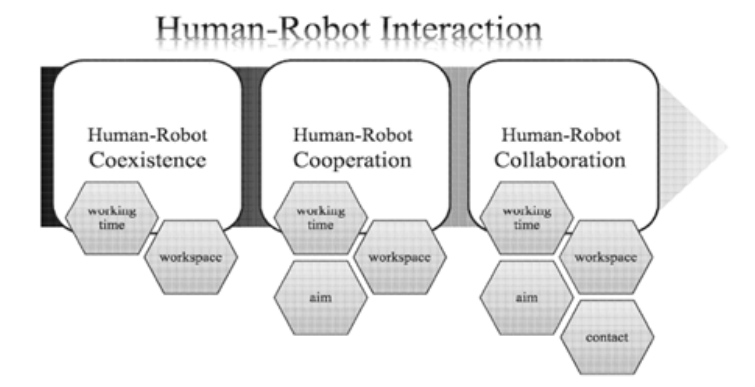 Human-Robot Interaction
Human-Robot
Coexistence
working
time
workspace
Human-Robot
Cooperation
working
time
workspace
aim
Human-Robot
Collaboration
working
time
workspace
aim
contact